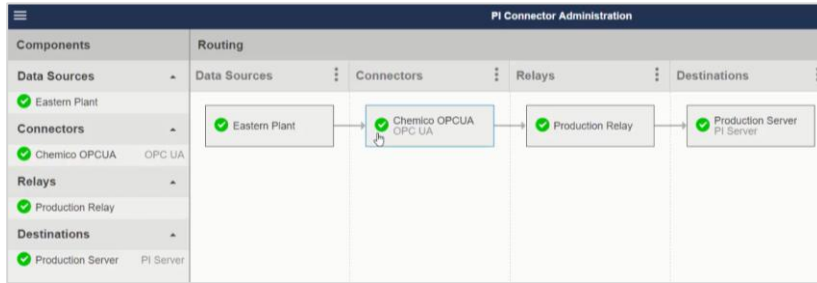 PI Connector Administration
Components
Data Sources
Eastern Plant
Connectors
Chemico OPCUA OPC UA
Relays
Production Relay
Destinations
Production Server PI Server
Routing
Data Sources Connectors Relays Destinations
Eastern Plant
Chemico OPCUA
OPC UA
Production Relay
Production Server
PI Server